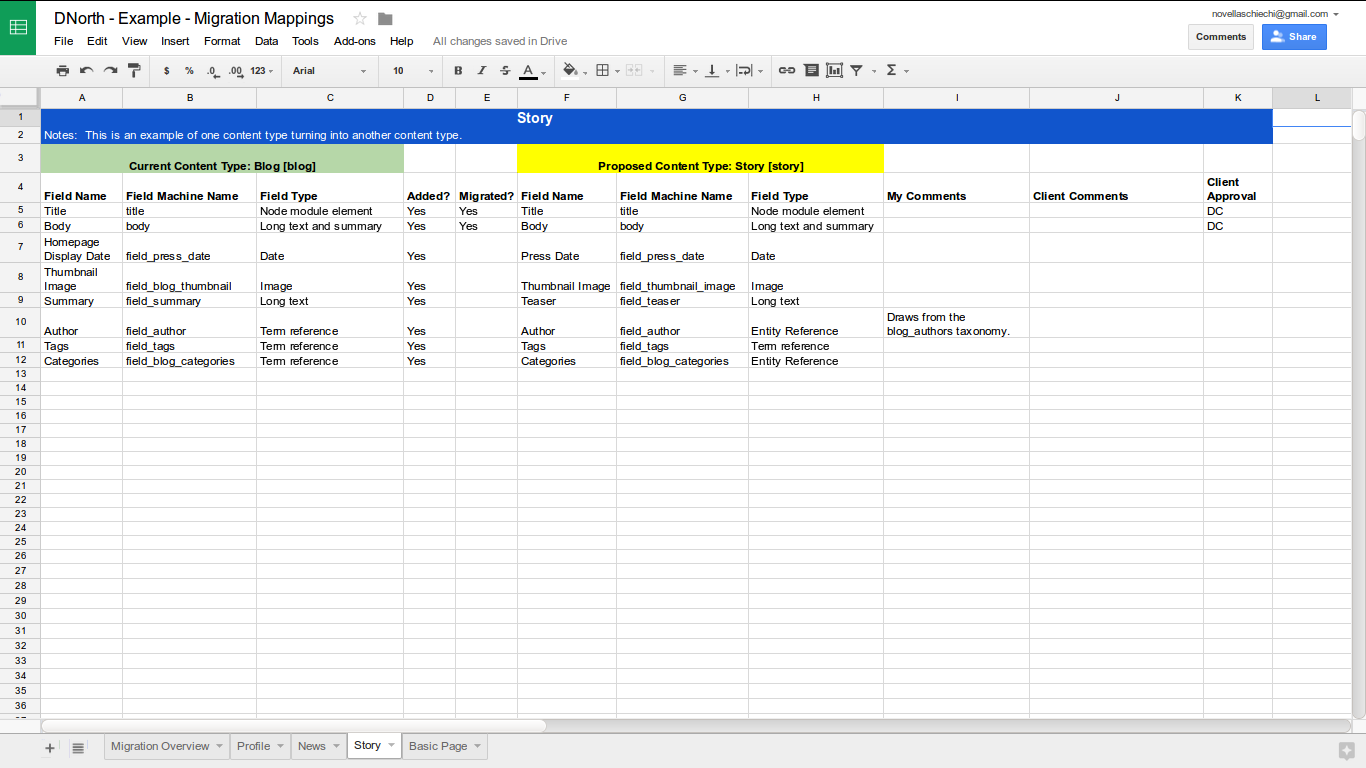 DNorth - Example - Migration Mappings
novellaschiechi@gmail.com
File Edit View Insert Format Data Tools Add-ons Help All changes saved in Drive
Comments Share
$ % .0 .00 123 Arial 10 B I S A Σ
A B C D E F G H I J K L
1 Story
2 Notes: This is an example of one content type turning into another content type.
3 Current Content Type: Blog [blog] Proposed Content Type: Story [story]
4 Field Name Field Machine Name Field Type Added? Migrated? Field Name Field Machine Name Field Type My Comments Client Comments Client Approval
5 Title title Node module element Yes Yes Title title Node module element DC
6 Body body Long text and summary Yes Yes Body body Long text and summary DC
7 Homepage Display Date field_press_date Date Yes Press Date field_press_date Date
8 Thumbnail Image field_blog_thumbnail Image Yes Thumbnail Image field_thumbnail_image Image
9 Summary field_summary Long text Yes Teaser field_teaser Long text
10 Author field_author Term reference Yes Author field_author Entity Reference Draws from the blog_authors taxonomy.
11 Tags field_tags Term reference Yes Tags field_tags Term reference
12 Categories field_blog_categories Term reference Yes Categories field_blog_categories Entity Reference
13
14
15
16
17
18
19
20
21
22
23
24
25
26
27
28
29
30
31
32
33
34
35
36
Migration Overview Profile News Story Basic Page